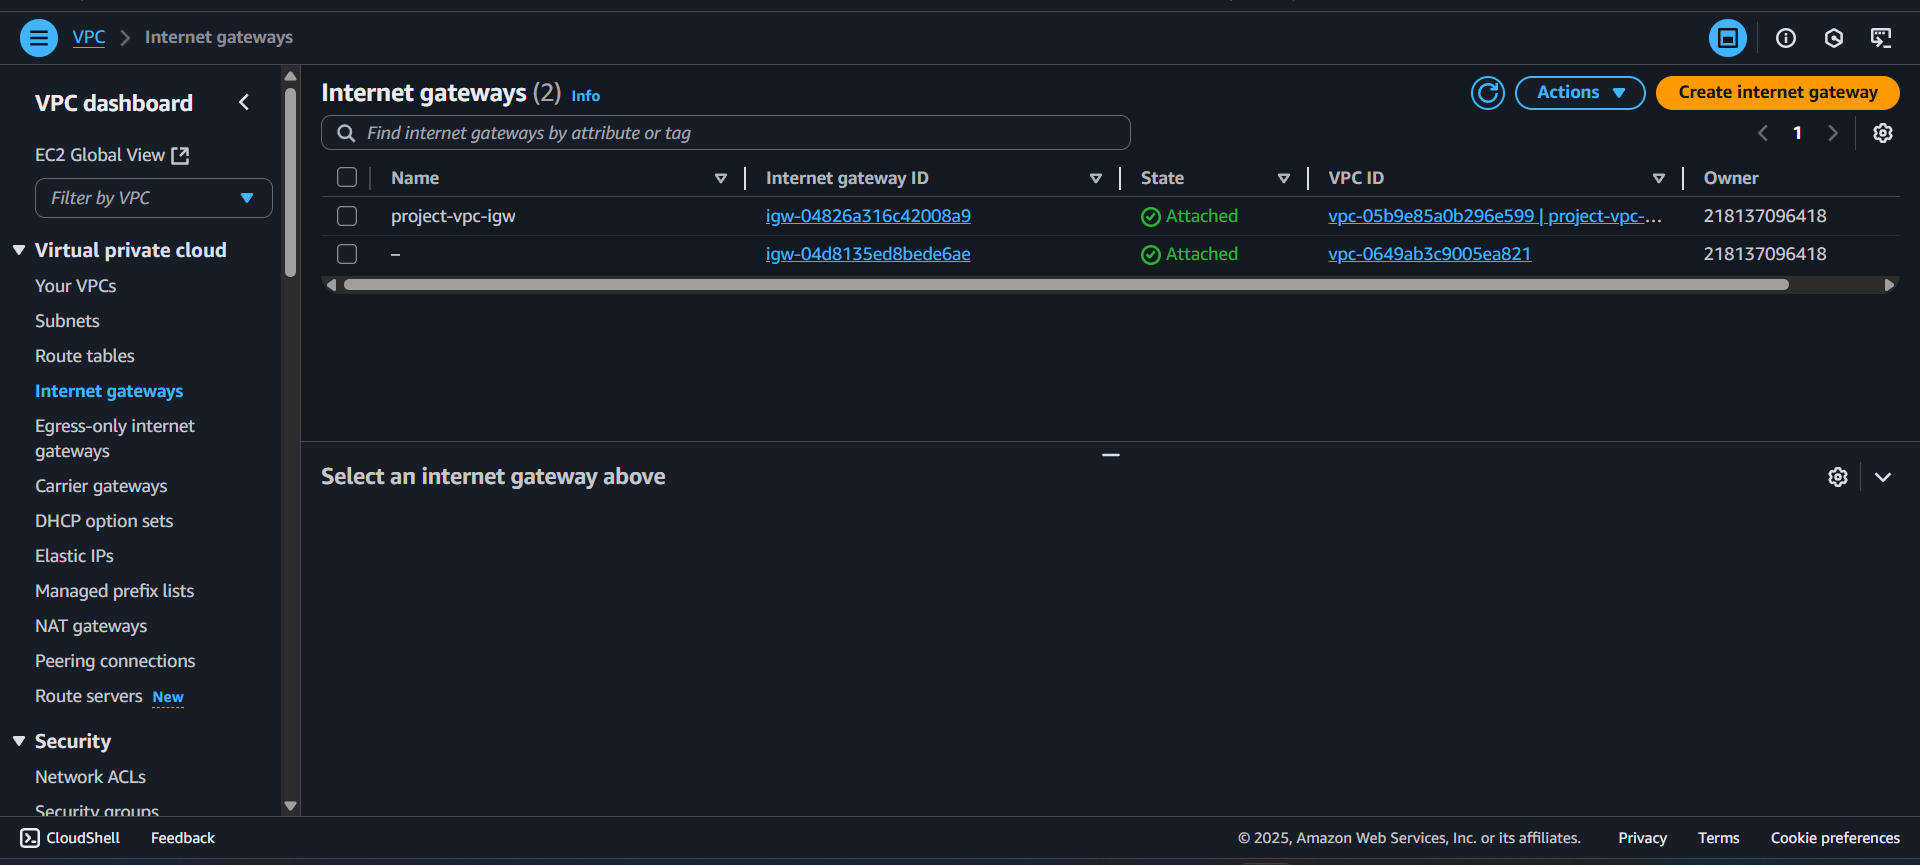 VPC > Internet gateways
VPC dashboard
EC2 Global View
Filter by VPC
Virtual private cloud
Your VPCs
Subnets
Route tables
Internet gateways
Egress-only internet
gateways
Carrier gateways
DHCP option sets
Elastic IPs
Managed prefix lists
NAT gateways
Peering connections
Route servers New
Security
Network ACLs
Security groups
Internet gateways (2) Info
Actions
Create internet gateway
Find internet gateways by attribute or tag
1
Name Internet gateway ID State VPC ID Owner
project-vpc-igw igw-04826a316c42008a9 Attached vpc-05b9e85a0b296e599 | project-vpc-... 218137096418
– igw-04d8135ed8bede6ae Attached vpc-0649ab3c9005ea821 218137096418
Select an internet gateway above
CloudShell Feedback © 2025, Amazon Web Services, Inc. or its affiliates. Privacy Terms Cookie preferences